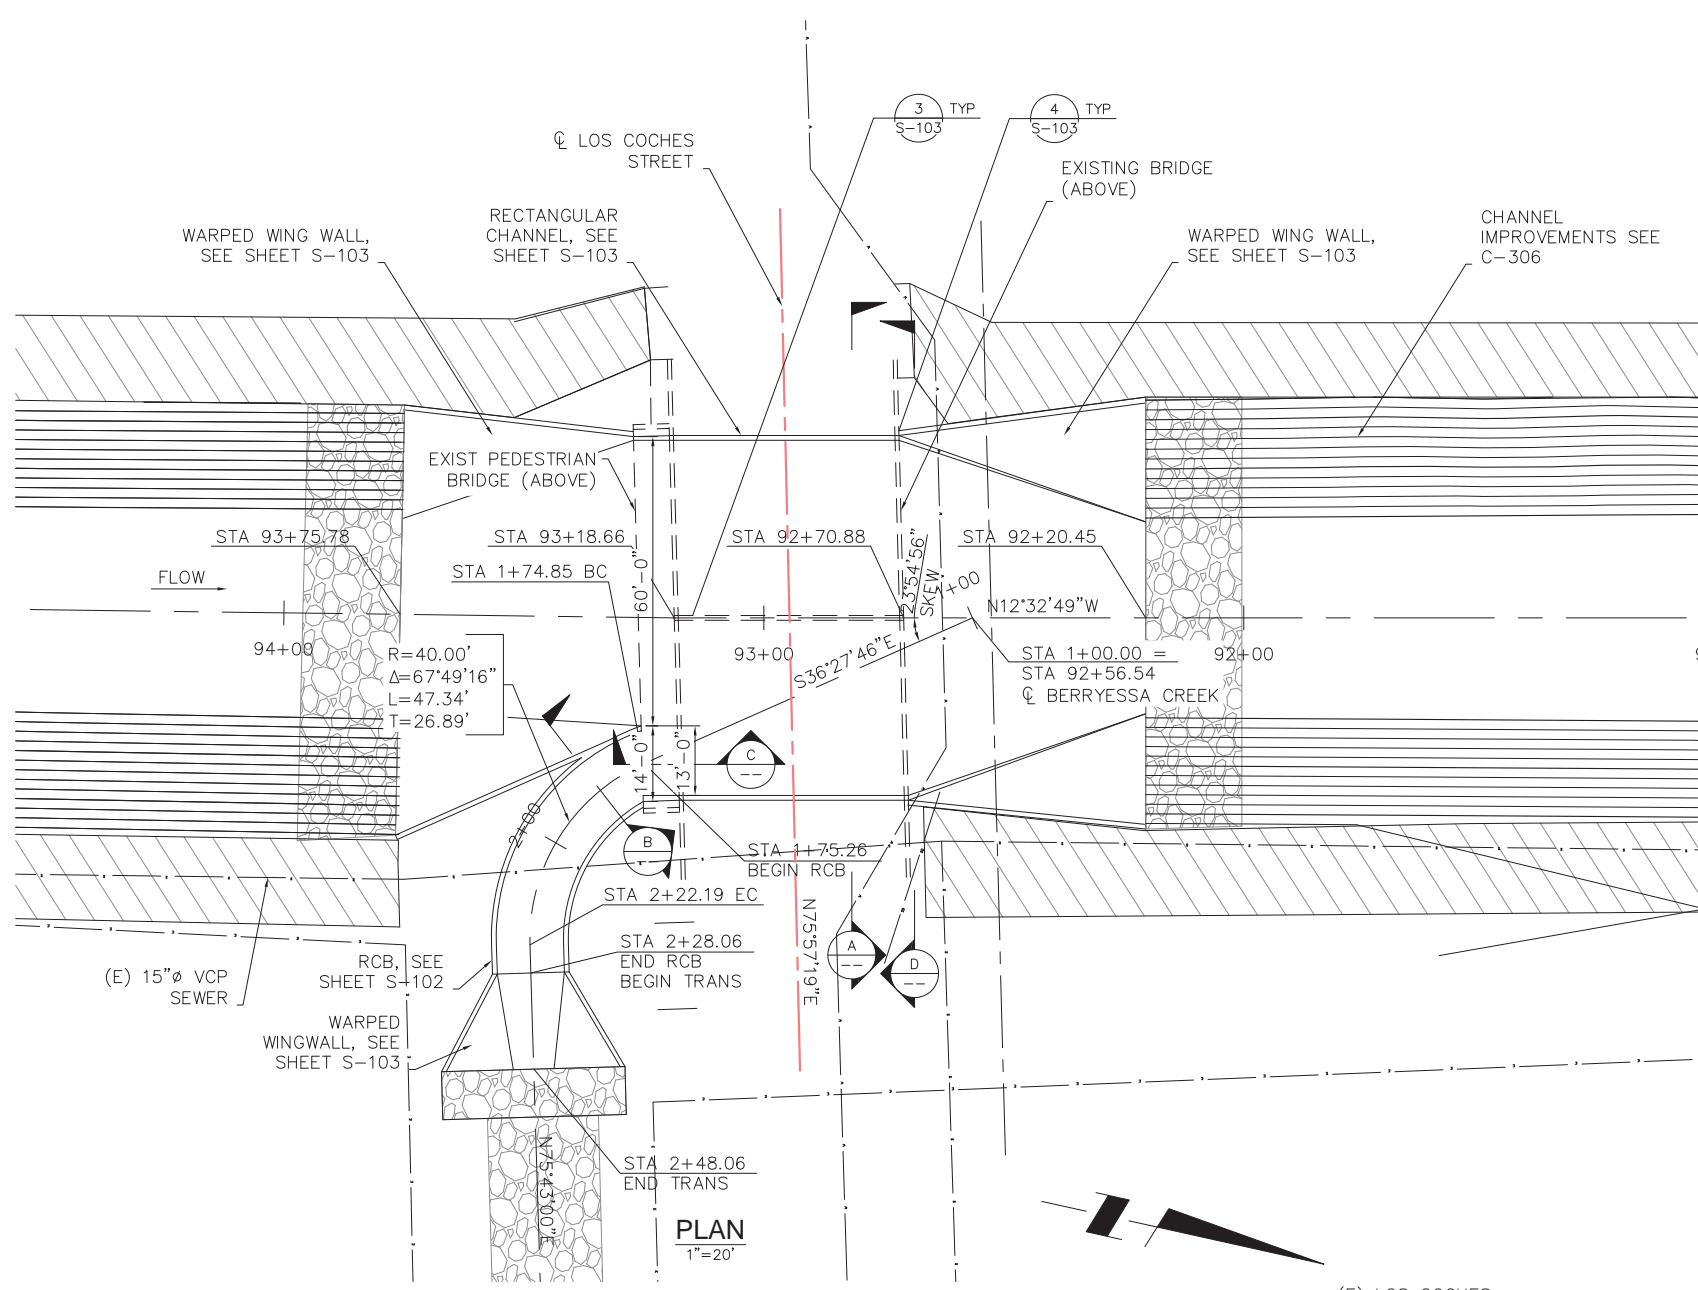 3 TYP
S-103
4 TYP
S-103
℄ LOS COCHES
STREET
EXISTING BRIDGE
(ABOVE)
RECTANGULAR
CHANNEL, SEE
SHEET S-103
WARPED WING WALL,
SEE SHEET S-103
WARPED WING WALL,
SEE SHEET S-103
CHANNEL
IMPROVEMENTS SEE
C-306
EXIST PEDESTRIAN
BRIDGE (ABOVE)
STA 93+75.78
STA 93+18.66
STA 92+70.88
STA 92+20.45
STA 1+74.85 BC
FLOW
60'-0"
23°54'56"
SKEW
1+00
N12°32'49"W
94+00
93+00
92+00
S36°27'46"E
R=40.00'
Δ=67°49'16"
L=47.34'
T=26.89'
STA 1+00.00 =
STA 92+56.54
℄ BERRYESSA CREEK
14'-0"
13'-0"
C
--
2+00
B
--
STA 1+75.26
BEGIN RCB
STA 2+22.19 EC
N75°57'19"E
STA 2+28.06
END RCB
BEGIN TRANS
A
--
D
--
RCB, SEE
SHEET S-102
(E) 15"ø VCP
SEWER
WARPED
WINGWALL, SEE
SHEET S-103
N75°43'00"E
STA 2+48.06
END TRANS
PLAN
1"=20'